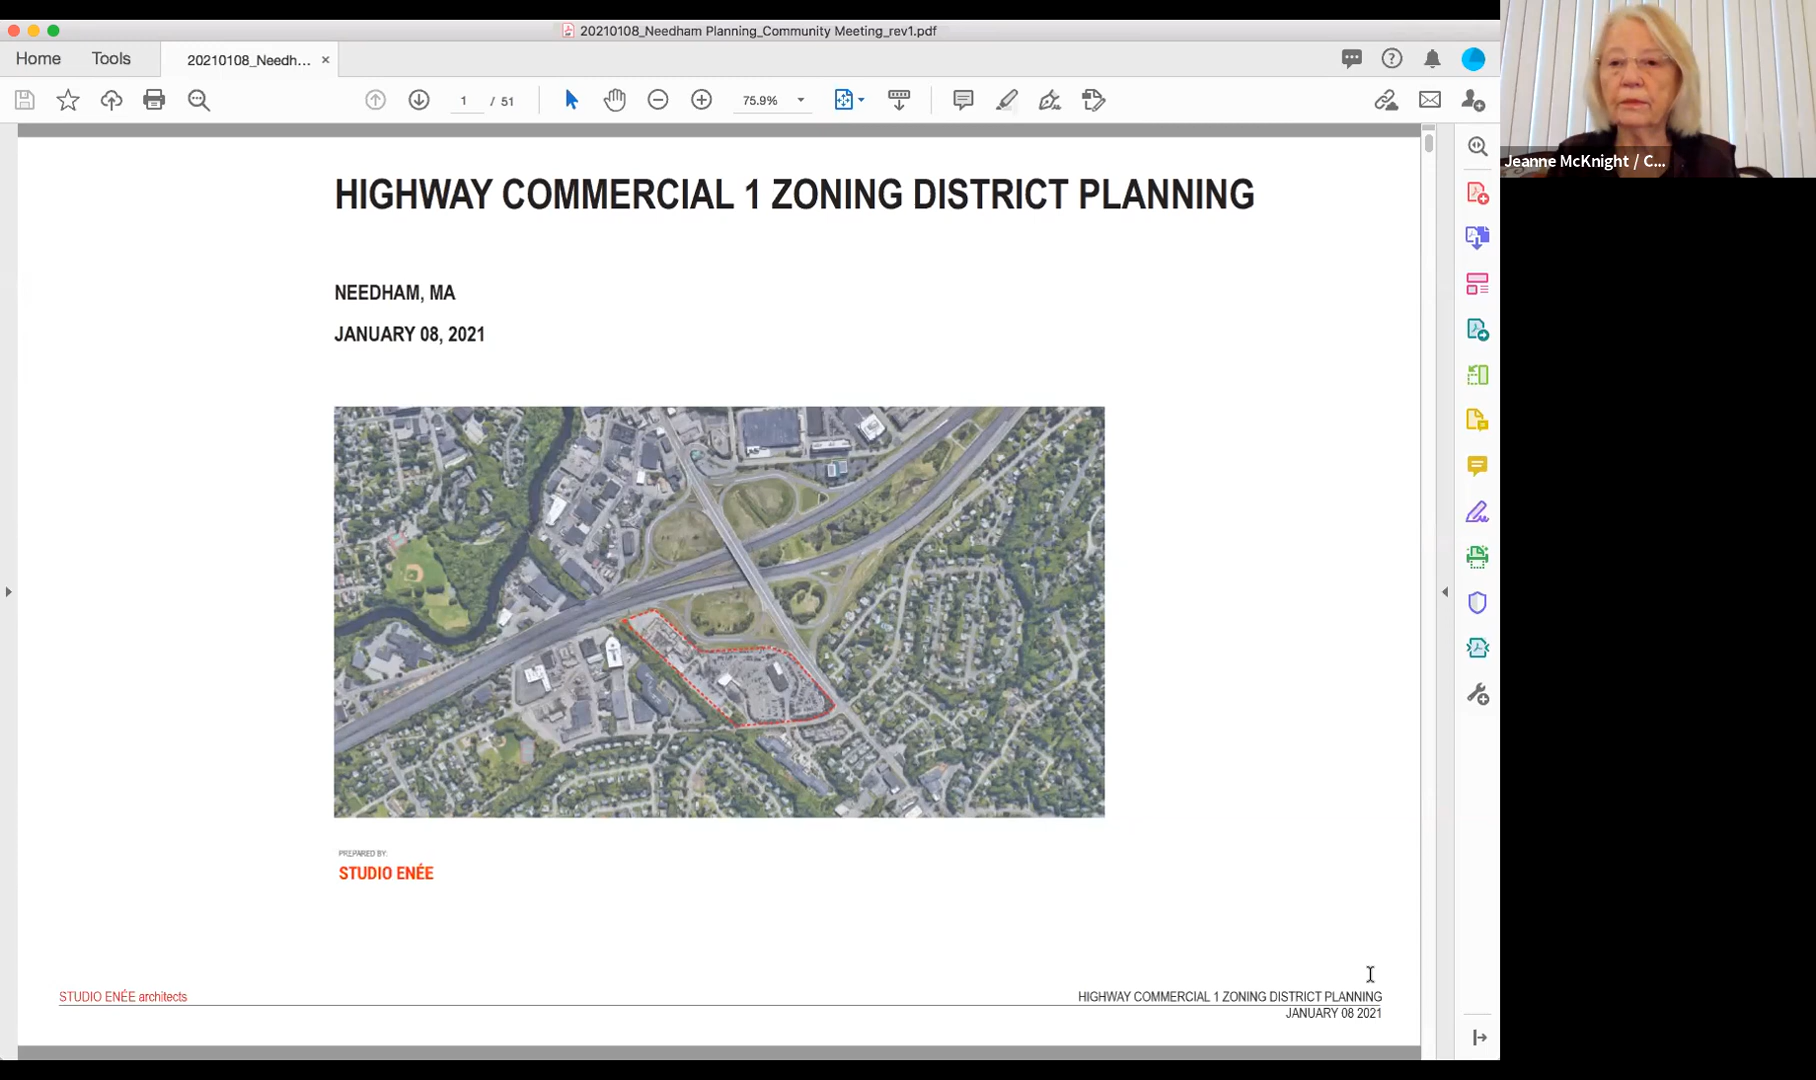 20210108_Needham Planning_Community Meeting_rev1.pdf
Home
Tools
20210108_Needh...
1 / 51
75.9%
Jeanne McKnight / C...
HIGHWAY COMMERCIAL 1 ZONING DISTRICT PLANNING
NEEDHAM, MA
JANUARY 08, 2021
PREPARED BY:
STUDIO ENÉE
STUDIO ENÉE architects
HIGHWAY COMMERCIAL 1 ZONING DISTRICT PLANNING
JANUARY 08 2021